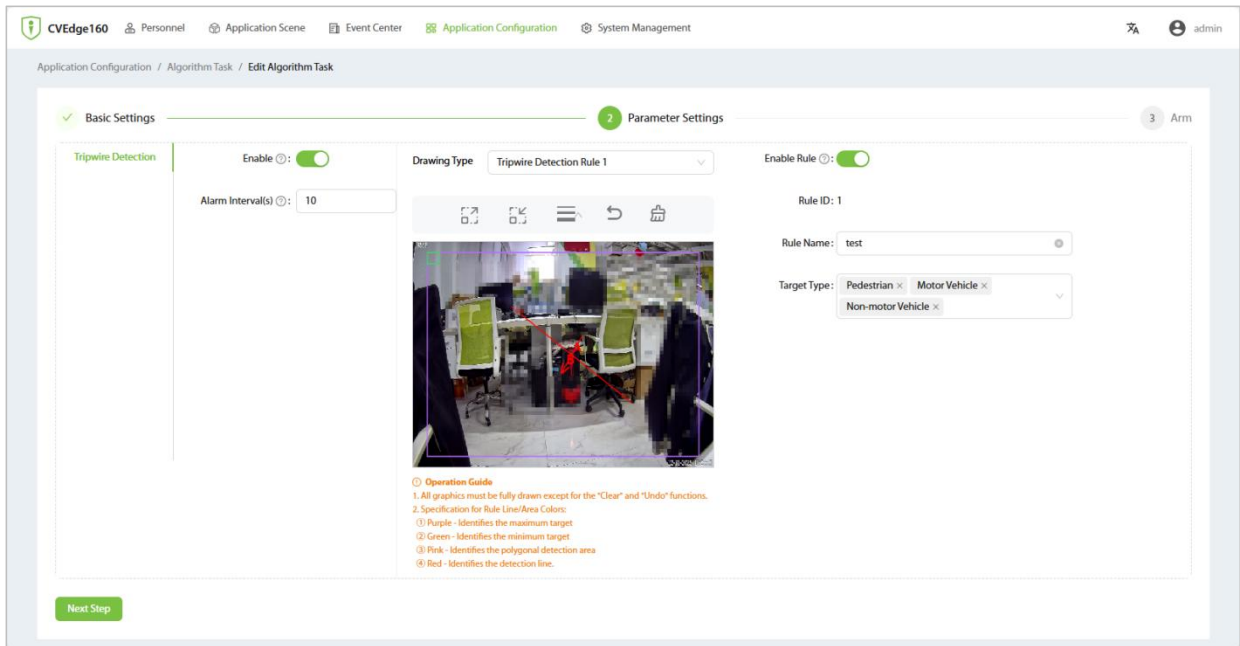 CVEdge160 Personnel Application Scene Event Center Application Configuration System Management admin
Application Configuration / Algorithm Task / Edit Algorithm Task
Basic Settings 2 Parameter Settings 3 Arm
Tripwire Detection
Enable ? :
Alarm Interval(s) ? : 10
Drawing Type Tripwire Detection Rule 1
Operation Guide
1. All graphics must be fully drawn except for the "Clear" and "Undo" functions.
2. Specification for Rule Line/Area Colors:
① Purple - Identifies the maximum target
② Green - Identifies the minimum target
③ Pink - Identifies the polygonal detection area
④ Red - Identifies the detection line.
Enable Rule ? :
Rule ID: 1
Rule Name: test
Target Type: Pedestrian × Motor Vehicle ×
Non-motor Vehicle ×
Next Step